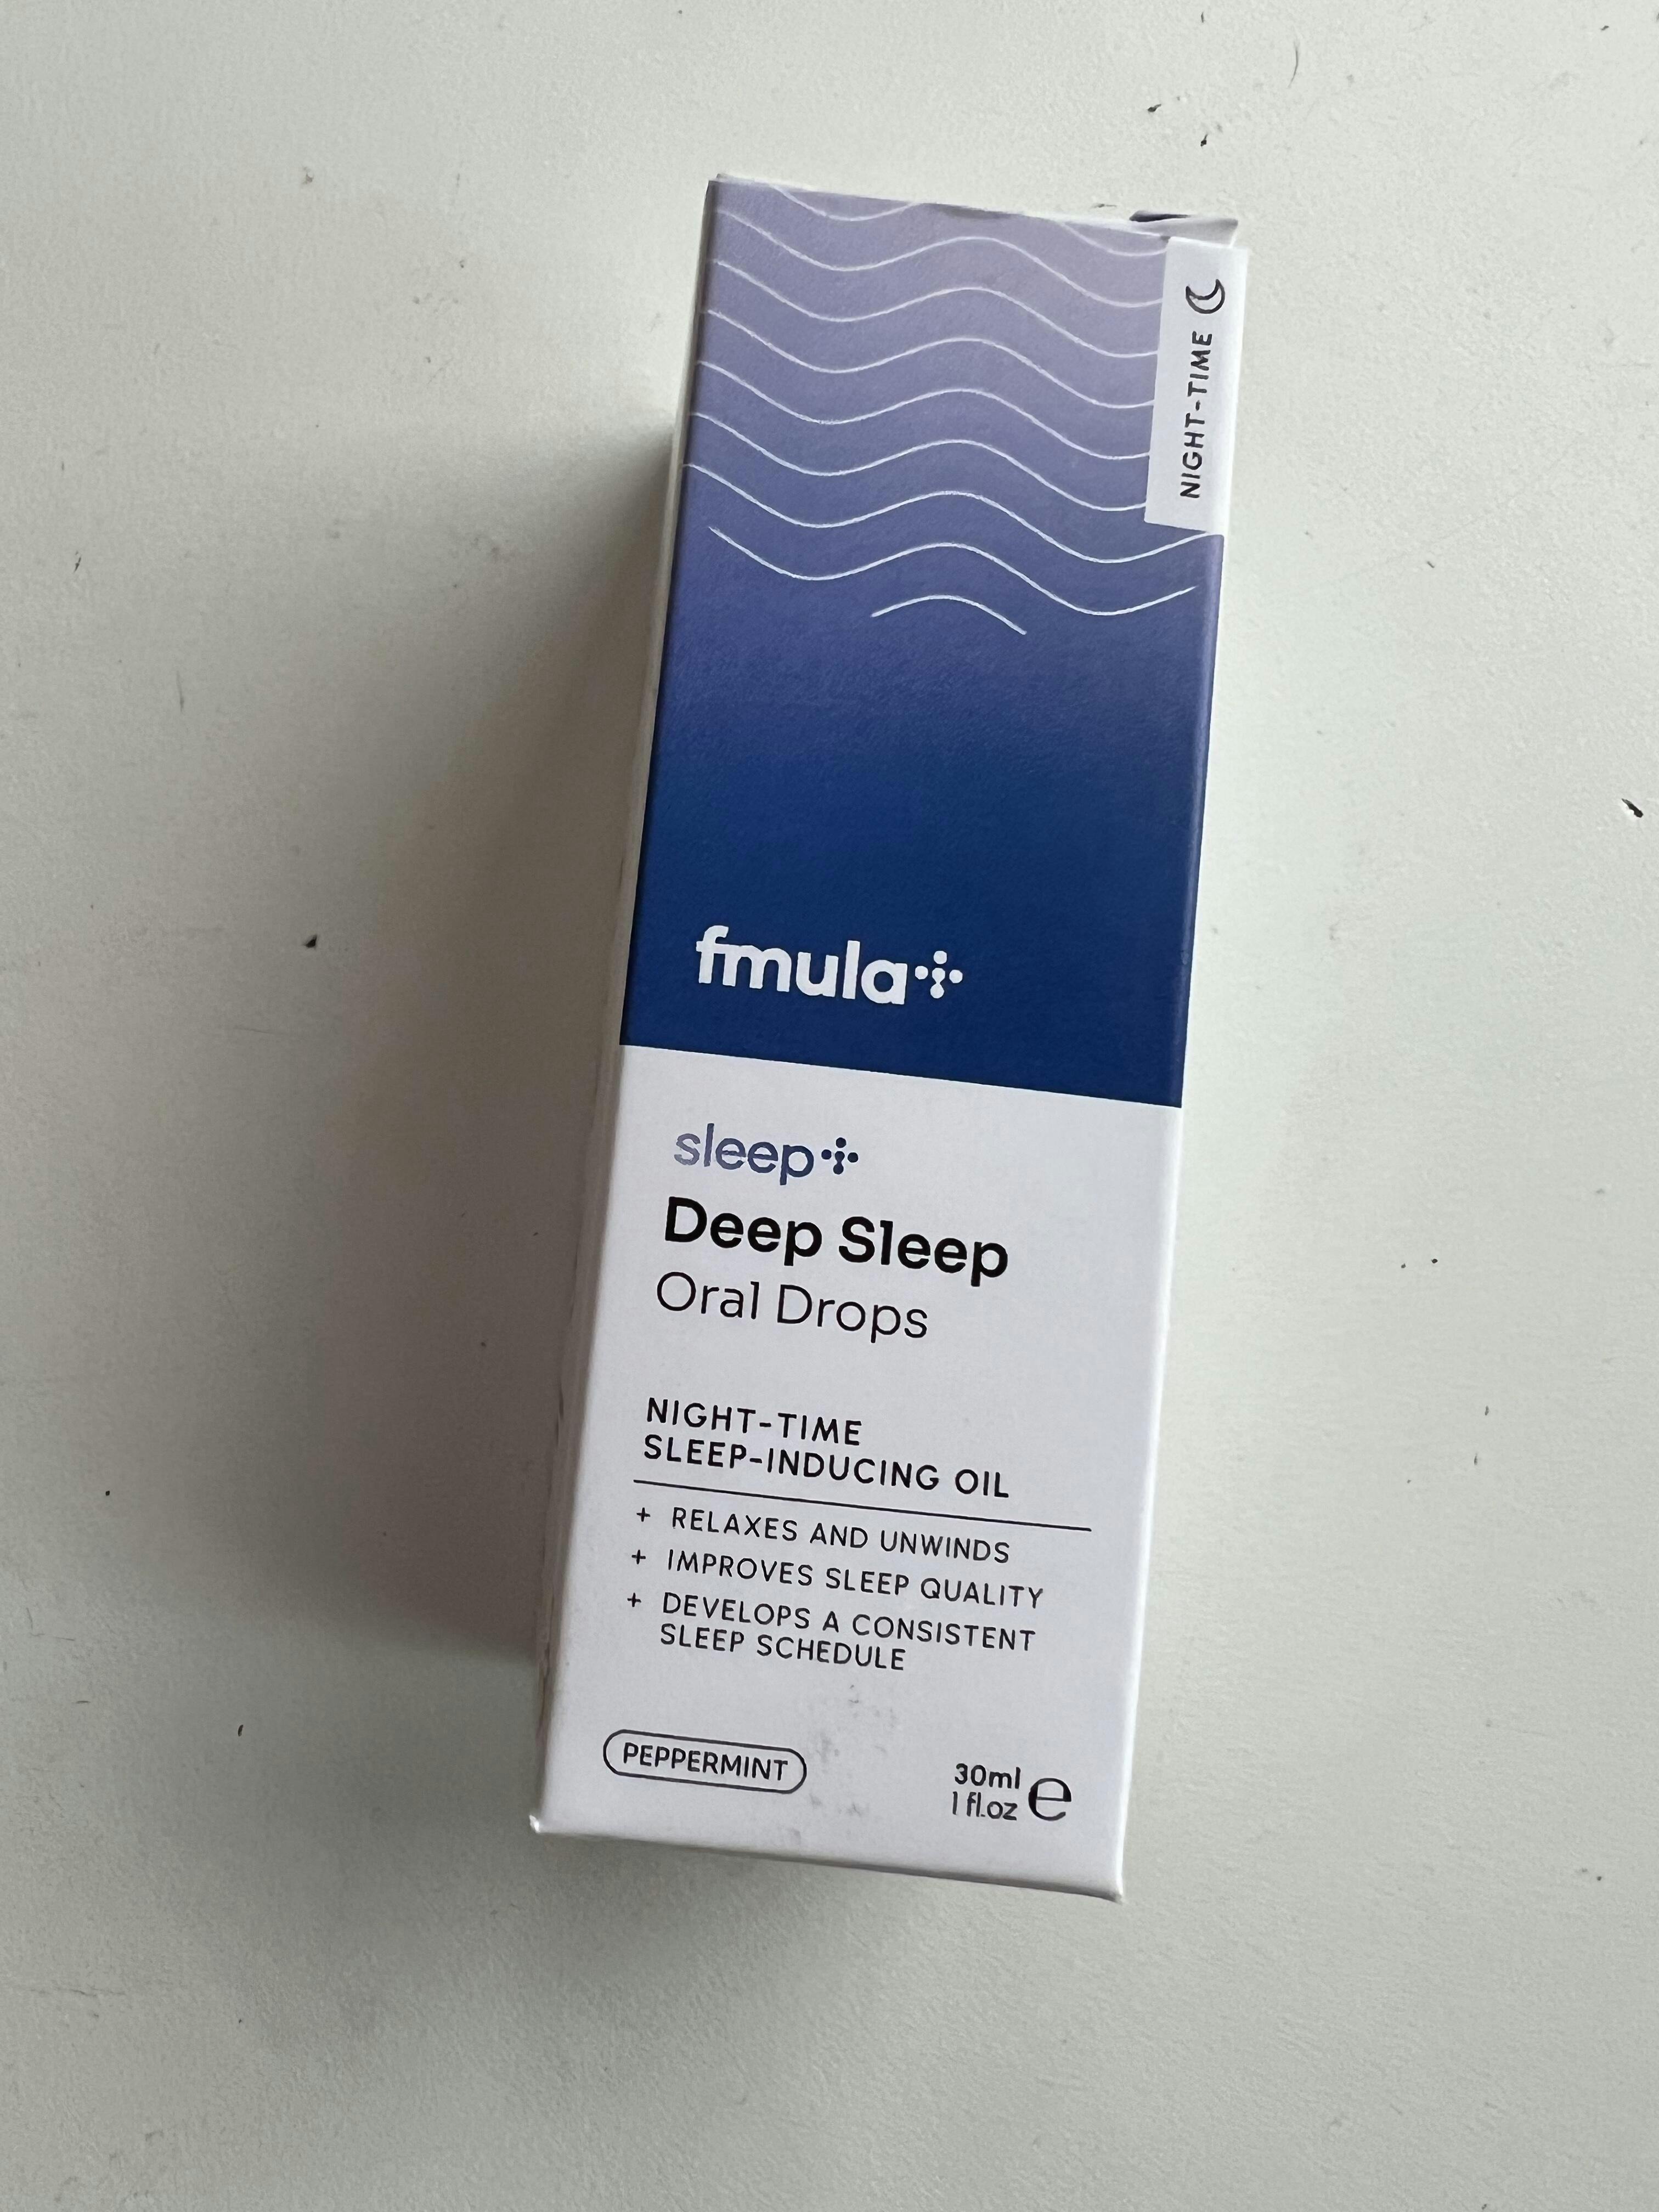 NIGHT-TIME
fmula
sleep
Deep Sleep
Oral Drops
NIGHT-TIME
SLEEP-INDUCING OIL
+ RELAXES AND UNWINDS
+ IMPROVES SLEEP QUALITY
+ DEVELOPS A CONSISTENT
SLEEP SCHEDULE
PEPPERMINT
30ml e
1 fl.oz